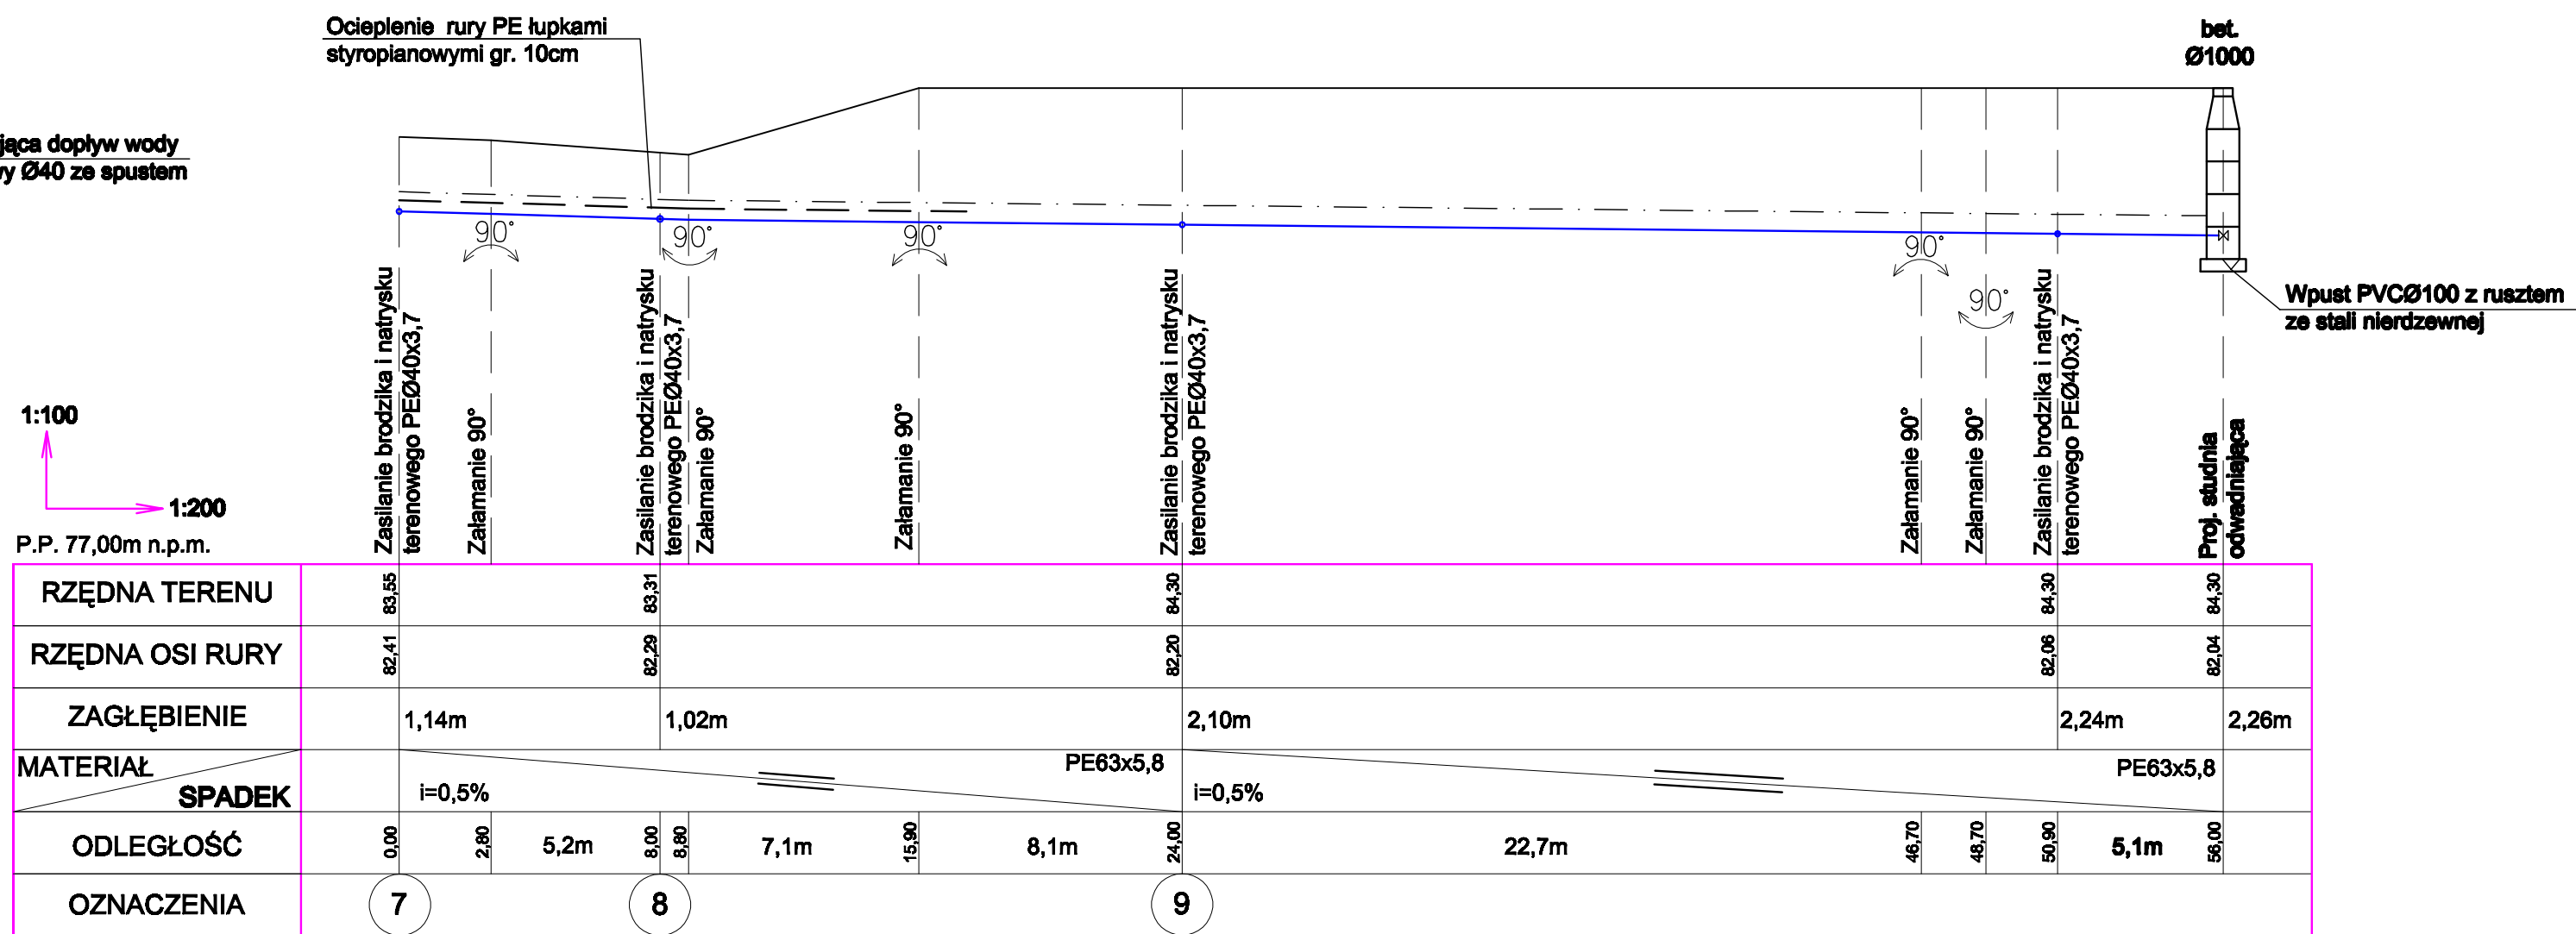 Ocieplenie rury PE łupkami
styropianowymi gr. 10cm
bet.
Ø1000
jąca dopływ wody
wy Ø40 ze spustem
90°
90°
90°
90°
90°
Wpust PVCØ100 z rusztem
ze stali nierdzewnej
1:100
1:200
P.P. 77,00m n.p.m.
Zasilanie brodzika i natrysku
terenowego PEØ40x3,7
Załamanie 90°
Zasilanie brodzika i natrysku
terenowego PEØ40x3,7
Załamanie 90°
Załamanie 90°
Zasilanie brodzika i natrysku
terenowego PEØ40x3,7
Załamanie 90°
Załamanie 90°
Zasilanie brodzika i natrysku
terenowego PEØ40x3,7
Proj. studnia
odwadniająca
RZĘDNA TERENU 83,55 83,31 84,30 84,30 84,30
RZĘDNA OSI RURY 82,41 82,29 82,20 82,06 82,04
ZAGŁĘBIENIE 1,14m 1,02m 2,10m 2,24m 2,26m
MATERIAŁ PE63x5,8 PE63x5,8
SPADEK i=0,5% i=0,5%
ODLEGŁOŚĆ 0,00 2,80 5,2m 8,00 8,80 7,1m 15,90 8,1m 24,00 22,7m 46,70 48,70 50,90 5,1m 56,00
OZNACZENIA 7 8 9